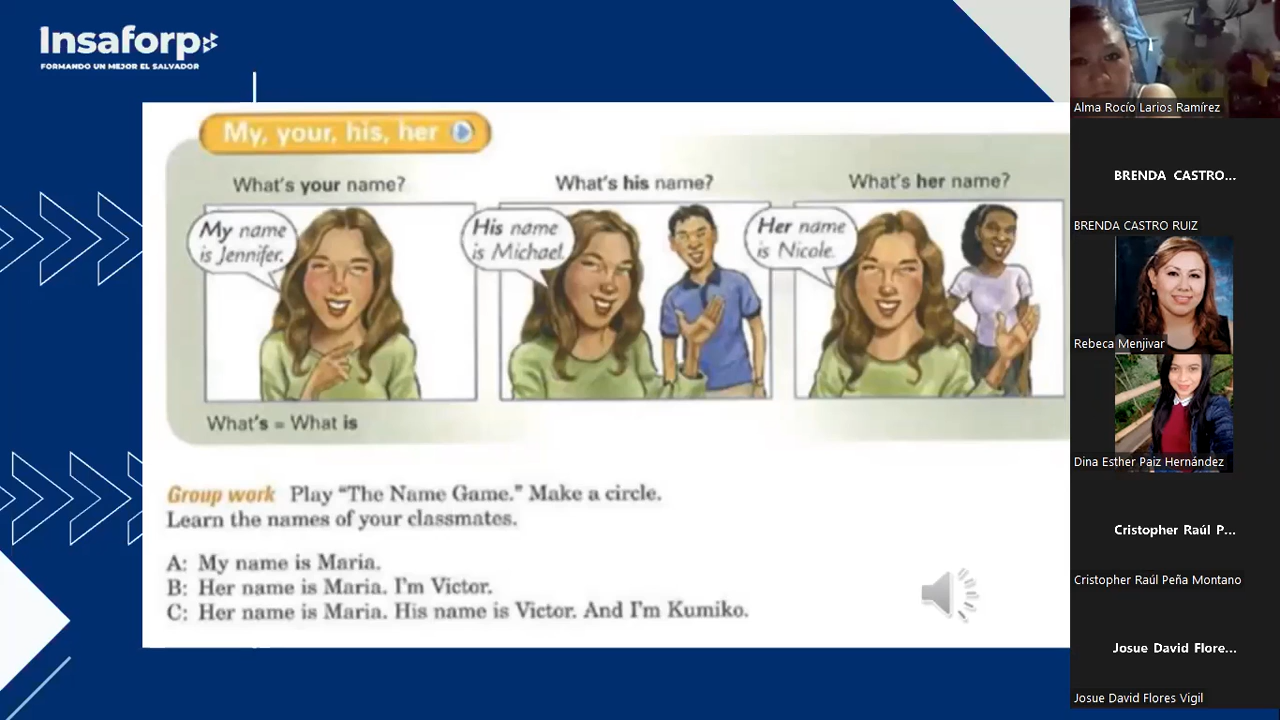 Insaforp
FORMANDO UN MEJOR EL SALVADOR
My, your, his, her
What's your name?
My name
is Jennifer.
What's his name?
His name
is Michael.
What's her name?
Her name
is Nicole.
What's = What is
Group work Play “The Name Game.” Make a circle.
Learn the names of your classmates.
A: My name is Maria.
B: Her name is Maria. I'm Victor.
C: Her name is Maria. His name is Victor. And I'm Kumiko.
Alma Rocío Larios Ramírez
BRENDA CASTRO...
BRENDA CASTRO RUIZ
Rebeca Menjivar
Dina Esther Paiz Hernández
Cristopher Raúl P...
Cristopher Raúl Peña Montano
Josue David Flore...
Josue David Flores Vigil